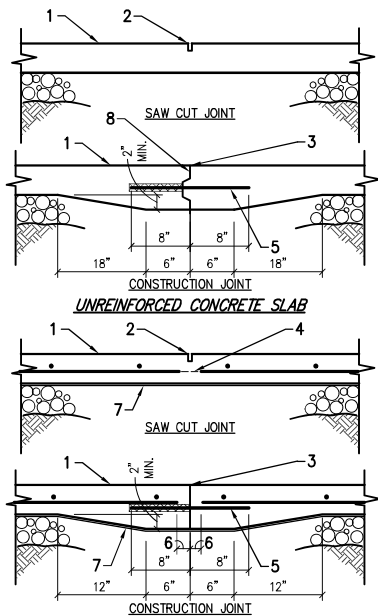 1 2
SAW CUT JOINT
8
1 3
2"
MIN.
5
8" 8"
18" 6" 6" 18"
CONSTRUCTION JOINT
UNREINFORCED CONCRETE SLAB
1 2 4
7
SAW CUT JOINT
1 3
2"
MIN.
6 6
7 5
8" 8"
12" 6" 6" 12"
CONSTRUCTION JOINT